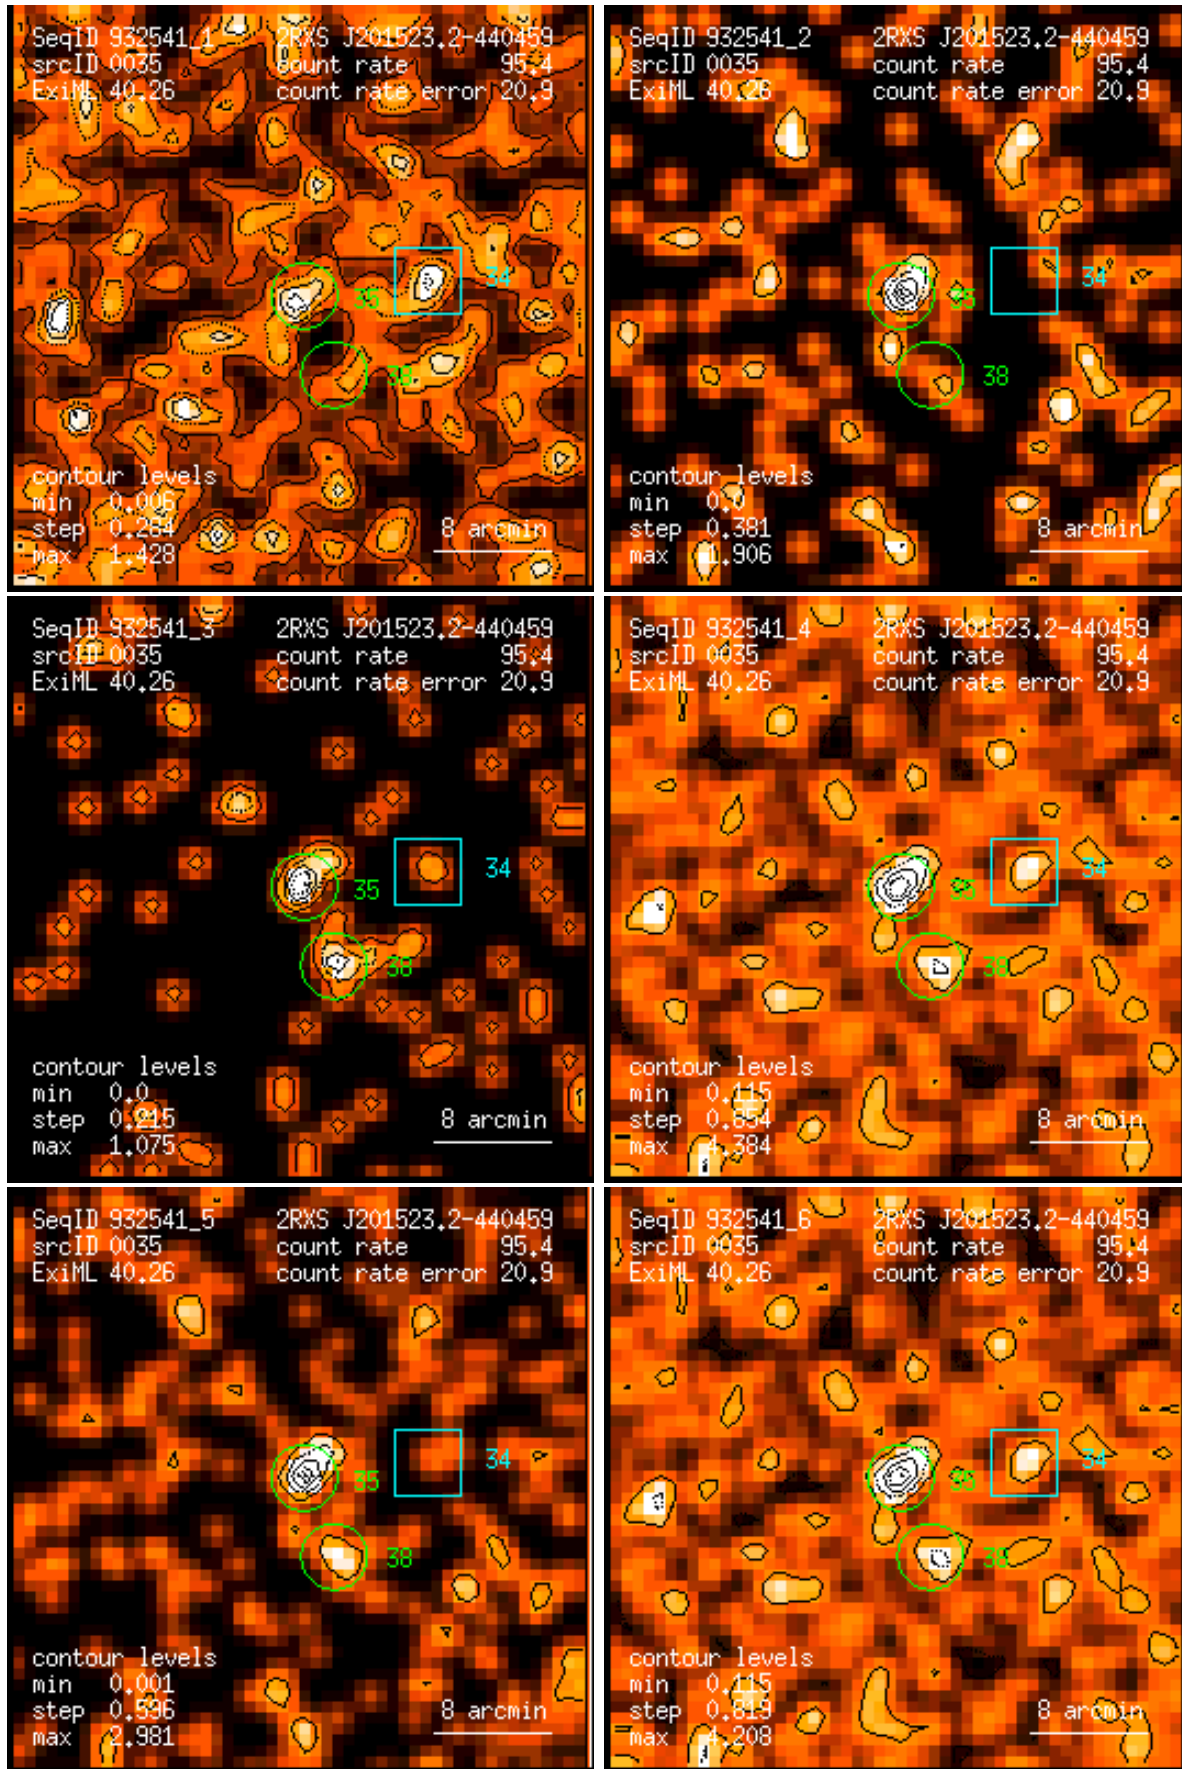 SeqID 932541_1 2RXS J201523.2-440459
srcID 0035 count rate 95.4
ExiML 40.26 count rate error 20.9
34
35
38
contour levels
min 0.006
step 0.284
max 1.428
8 arcmin
SeqID 932541_2 2RXS J201523.2-440459
srcID 0035 count rate 95.4
ExiML 40.26 count rate error 20.9
34
35
38
contour levels
min 0.0
step 0.381
max 1.906
8 arcmin
SeqID 932541_3 2RXS J201523.2-440459
srcID 0035 count rate 95.4
ExiML 40.26 count rate error 20.9
34
35
38
contour levels
min 0.0
step 0.215
max 1.075
8 arcmin
SeqID 932541_4 2RXS J201523.2-440459
srcID 0035 count rate 95.4
ExiML 40.26 count rate error 20.9
34
35
38
contour levels
min 0.115
step 0.854
max 4.384
8 arcmin
SeqID 932541_5 2RXS J201523.2-440459
srcID 0035 count rate 95.4
ExiML 40.26 count rate error 20.9
34
35
38
contour levels
min 0.001
step 0.596
max 2.981
8 arcmin
SeqID 932541_6 2RXS J201523.2-440459
srcID 0035 count rate 95.4
ExiML 40.26 count rate error 20.9
34
35
38
contour levels
min 0.115
step 0.819
max 4.208
8 arcmin